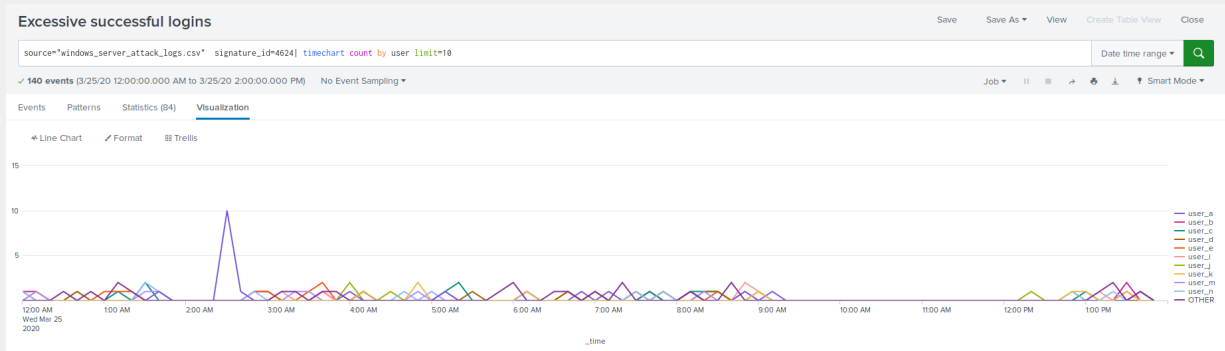 Excessive successful logins
Save Save As ▾ View Create Table View Close
source="windows_server_attack_logs.csv"  signature_id=4624| timechart count by user limit=10
Date time range ▾
✓ 140 events (3/25/20 12:00:00.000 AM to 3/25/20 2:00:00.000 PM) No Event Sampling ▾
Job ▾ Smart Mode ▾
Events Patterns Statistics (84) Visualization
Line Chart Format Trellis
15
10
5
user_a
user_b
user_c
user_d
user_e
user_i
user_j
user_k
user_m
user_n
OTHER
12:00 AM 1:00 AM 2:00 AM 3:00 AM 4:00 AM 5:00 AM 6:00 AM 7:00 AM 8:00 AM 9:00 AM 10:00 AM 11:00 AM 12:00 PM 1:00 PM
Wed Mar 25
2020
_time